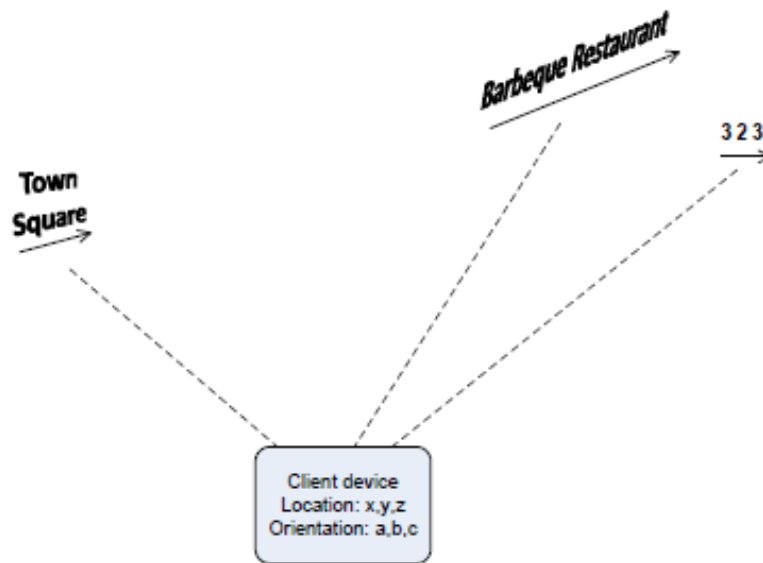 Barbeque Restaurant
3 2 3
Town
Square
Client device
Location: x,y,z
Orientation: a,b,c